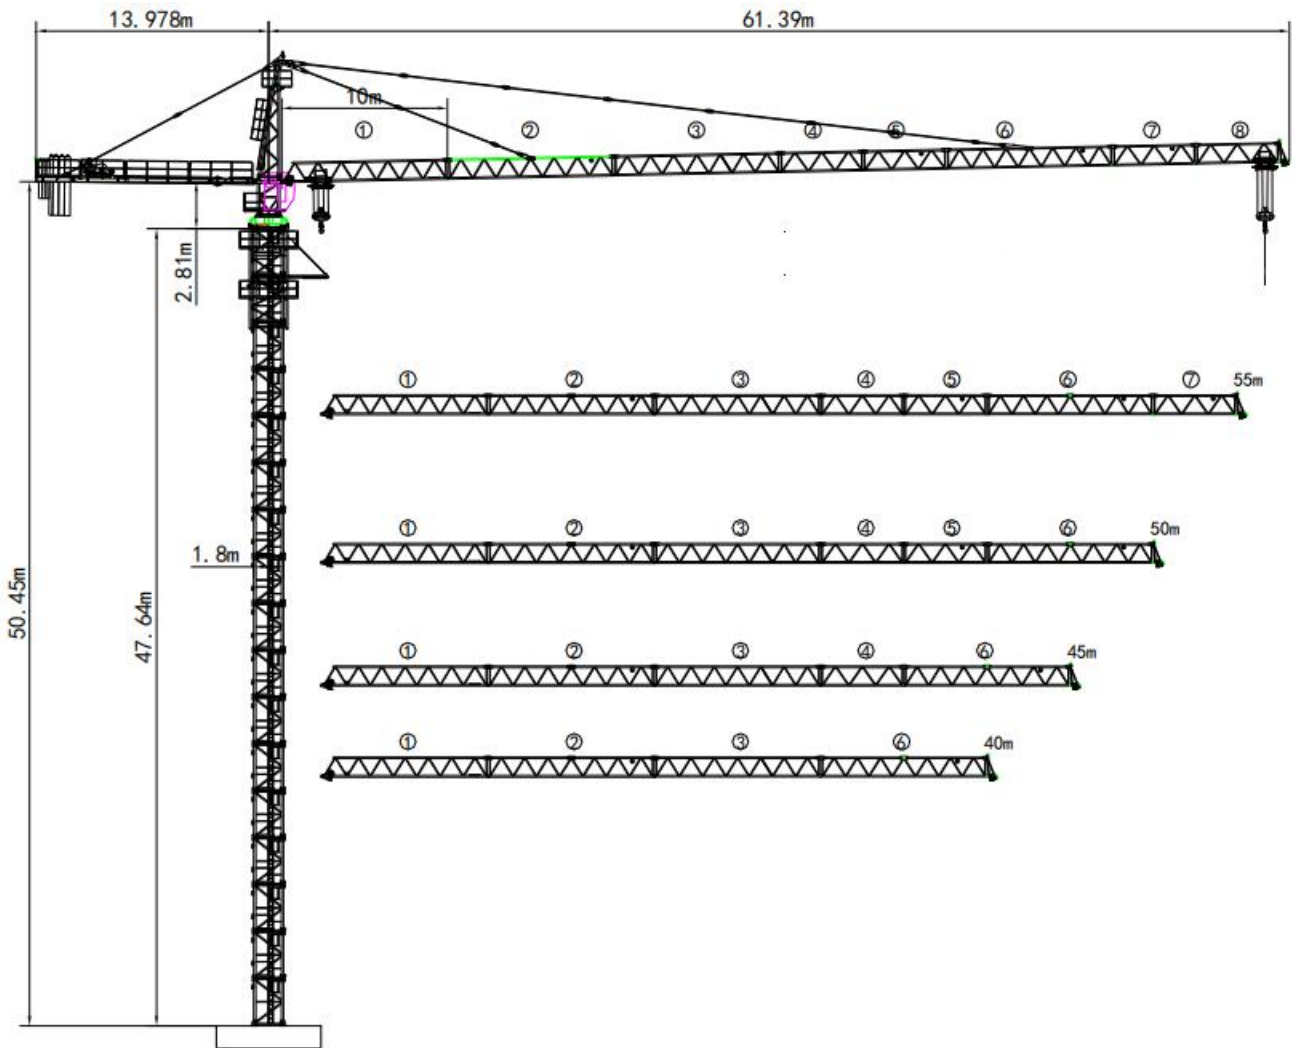 13.978m
61.39m
10m
① ② ③ ④ ⑤ ⑥ ⑦ ⑧
2.81m
① ② ③ ④ ⑤ ⑥ ⑦ 55m
① ② ③ ④ ⑤ ⑥ 50m
1.8m
50.45m
47.64m
① ② ③ ④ ⑥ 45m
① ② ③ ⑥ 40m